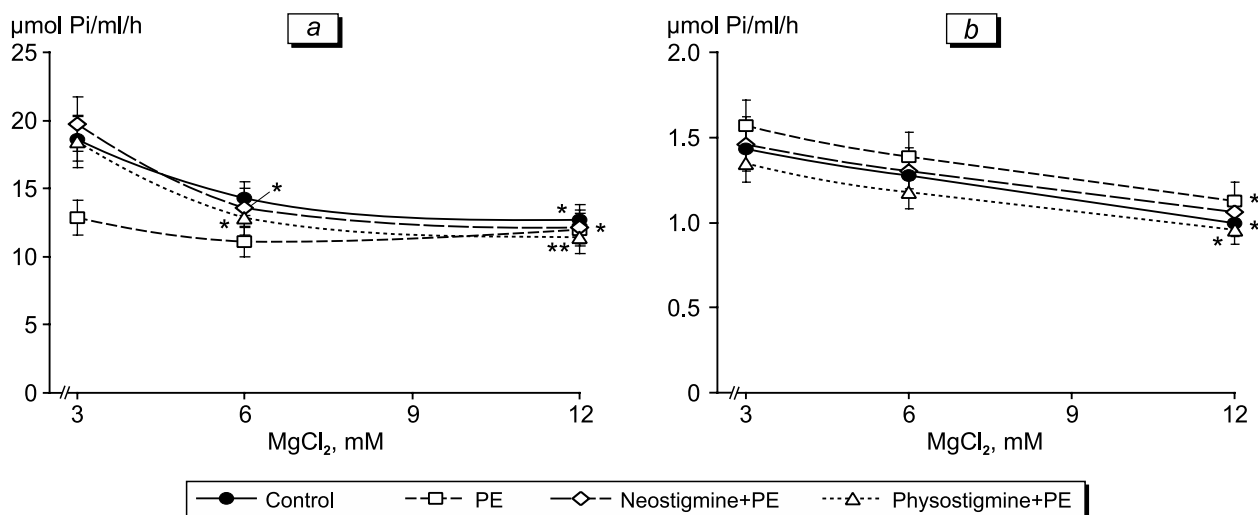 a
µmol Pi/ml/h
25
20
15
10
5
0
*
*
*
*
**
3
6
9
12
MgCl₂, mM
b
µmol Pi/ml/h
2.0
1.5
1.0
0.5
0
*
*
*
3
6
9
12
MgCl₂, mM
Control
PE
Neostigmine+PE
Physostigmine+PE